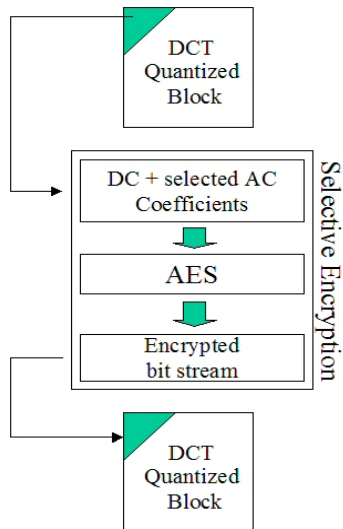 DCT
Quantized
Block
DC + selected AC
Coefficients
AES
Encrypted
bit stream
Selective Encryption
DCT
Quantized
Block